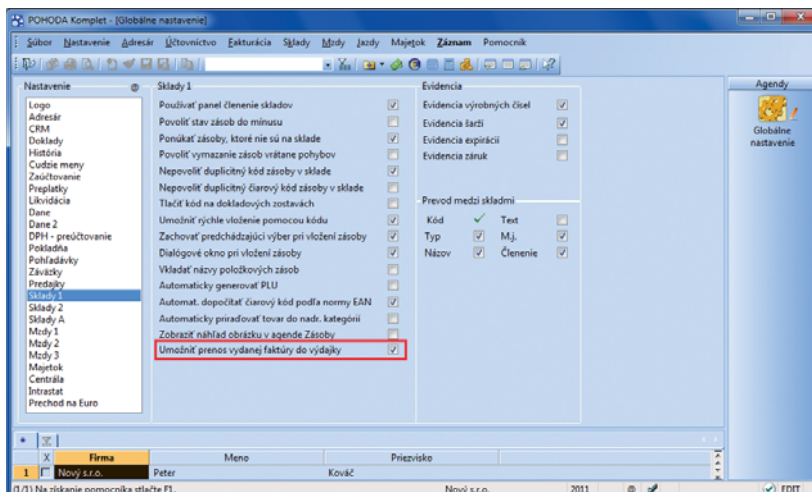 POHODA Komplet - [Globálne nastavenie]
Súbor Nastavenie Adresár Účtovníctvo Fakturácia Sklady Mzdy Jazdy Majetok Záznam Pomocník
Nastavenie
Logo
Adresár
CRM
Doklady
História
Cudzie meny
Zaúčtovanie
Preplatky
Likvidácia
Dane
Dane 2
DPH - preúčtovanie
Pokladňa
Pohľadávky
Záväzky
Predajky
Sklady 1
Sklady 2
Sklady A
Mzdy 1
Mzdy 2
Mzdy 3
Majetok
Centrála
Intrastat
Prechod na Euro
Sklady 1
Používať panel členenie skladov
Povoliť stav zásob do mínusu
Ponúkať zásoby, ktoré nie sú na sklade
Povoliť vymazanie zásob vrátane pohybov
Nepovoliť duplicitný kód zásoby v sklade
Nepovoliť duplicitný čiarový kód zásoby v sklade
Tlačiť kód na dokladových zostavách
Umožniť rýchle vloženie pomocou kódu
Zachovať predchádzajúci výber pri vložení zásoby
Dialógové okno pri vložení zásoby
Vkladať názvy položkových zásob
Automaticky generovať PLU
Automat. dopočítať čiarový kód podľa normy EAN
Automaticky priraďovať tovar do nadr. kategórií
Zobraziť náhľad obrázku v agende Zásoby
Umožniť prenos vydanej faktúry do výdajky
Evidencia
Evidencia výrobných čísel
Evidencia šarží
Evidencia expirácií
Evidencia záruk
Prevod medzi skladmi
Kód Text
Typ M.j.
Názov Členenie
Agendy
Globálne
nastavenie
X Firma Meno Priezvisko
1 Nový s.r.o. Peter Kováč
(1/1) Na získanie pomocníka stlačte F1. Nový s.r.o. 2011 @ EDIT